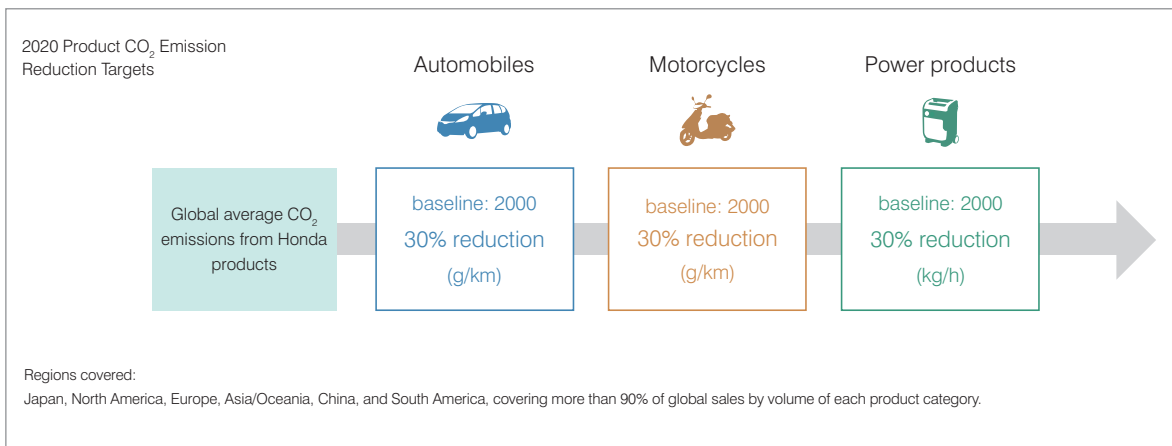 2020 Product CO₂ Emission
Reduction Targets
Automobiles
Motorcycles
Power products
Global average CO₂
emissions from Honda
products
baseline: 2000
30% reduction
(g/km)
baseline: 2000
30% reduction
(g/km)
baseline: 2000
30% reduction
(kg/h)
Regions covered:
Japan, North America, Europe, Asia/Oceania, China, and South America, covering more than 90% of global sales by volume of each product category.